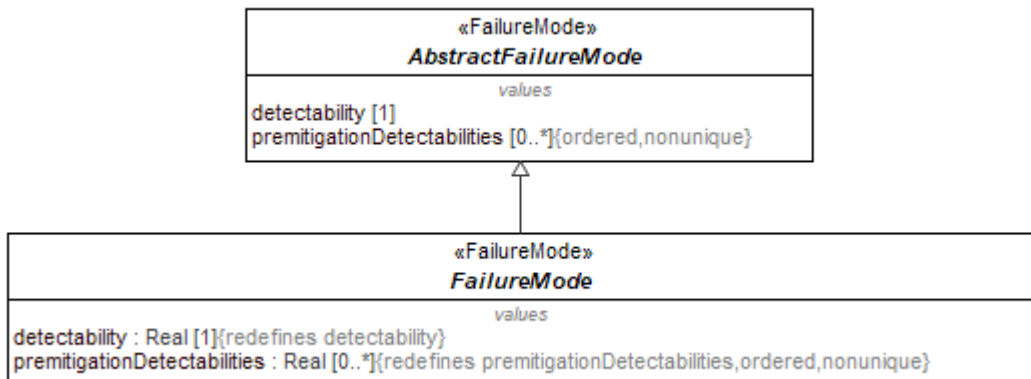 «FailureMode»
AbstractFailureMode
values
detectability [1]
premitigationDetectabilities [0..*]{ordered,nonunique}
«FailureMode»
FailureMode
values
detectability : Real [1]{redefines detectability}
premitigationDetectabilities : Real [0..*]{redefines premitigationDetectabilities,ordered,nonunique}